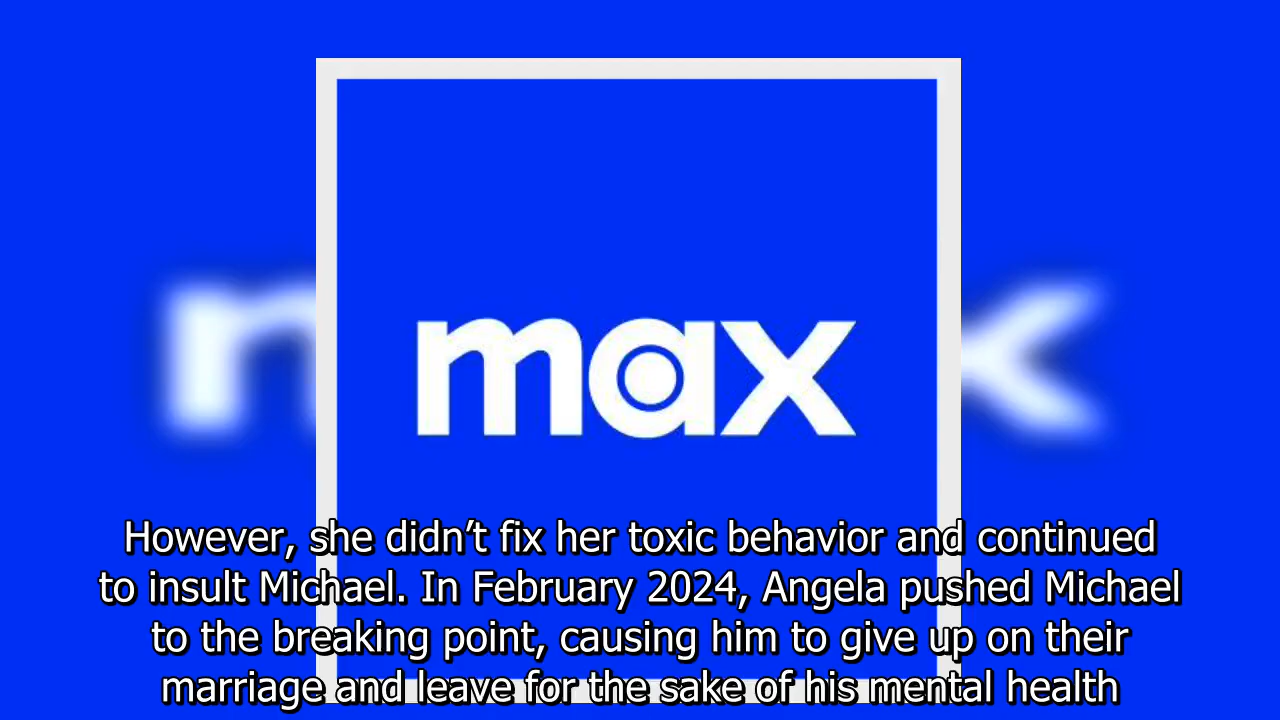 max
However, she didn’t fix her toxic behavior and continued
to insult Michael. In February 2024, Angela pushed Michael
to the breaking point, causing him to give up on their
marriage and leave for the sake of his mental health